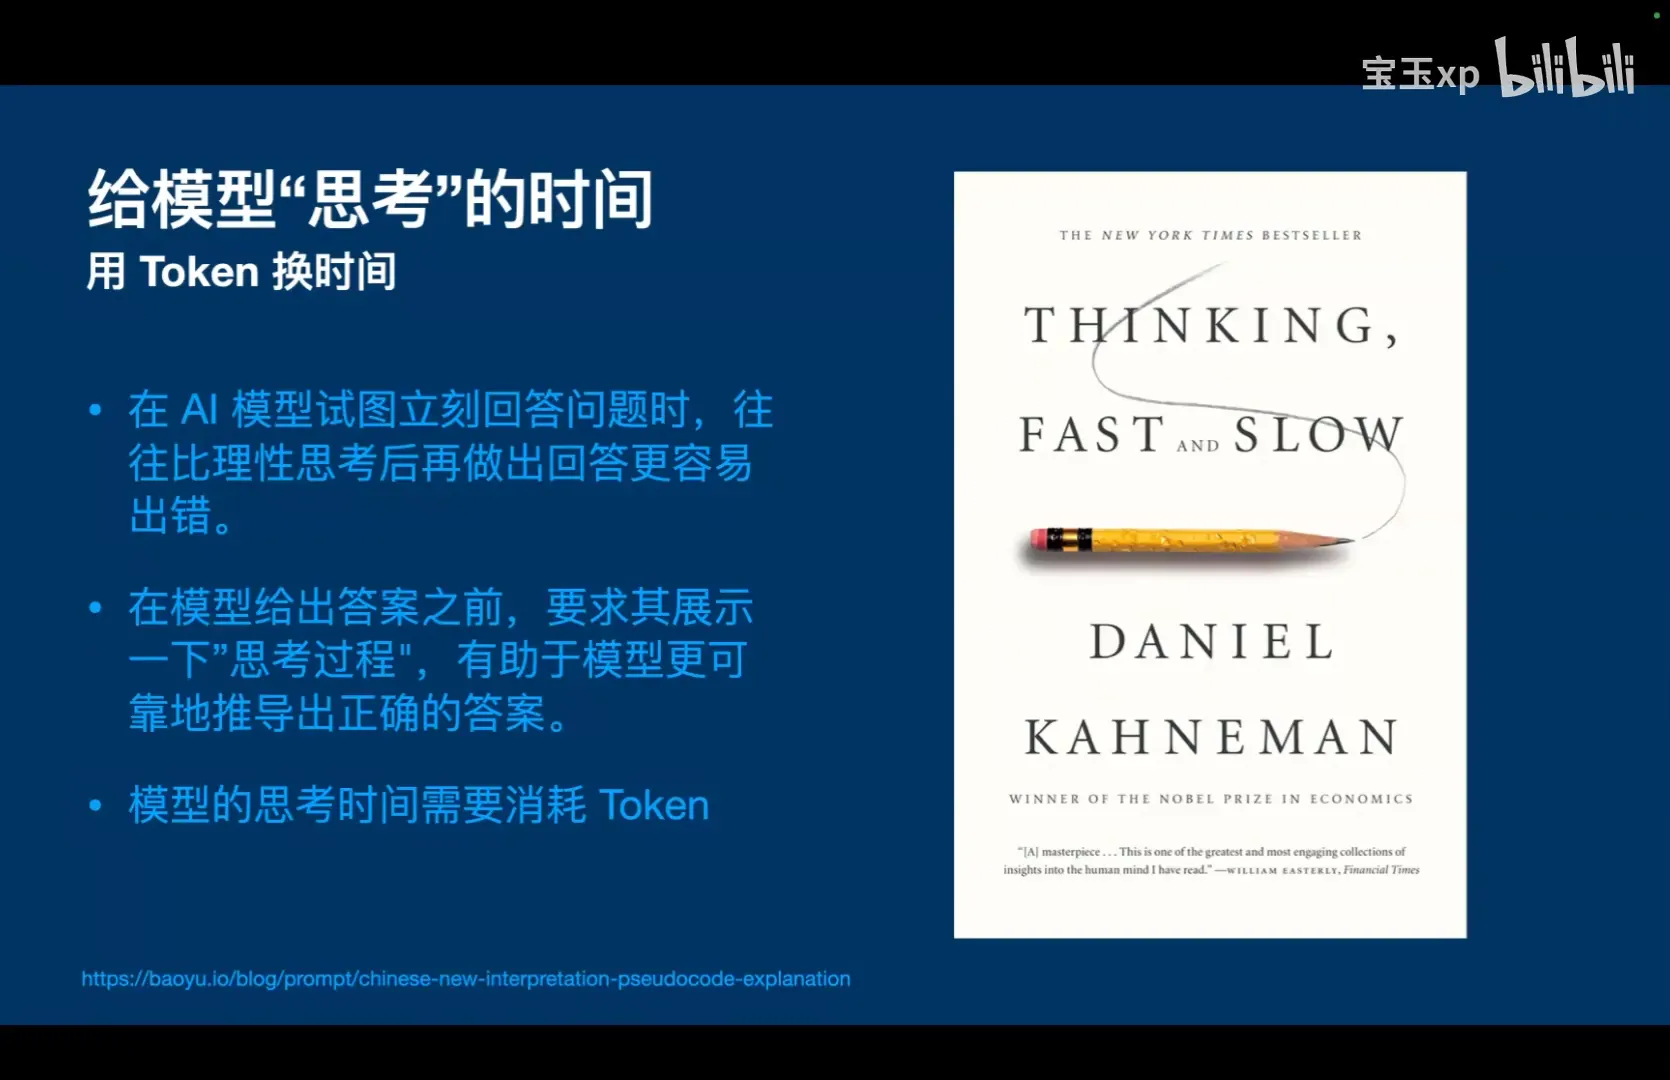 宝玉xp bilibili
给模型“思考”的时间
用 Token 换时间
• 在 AI 模型试图立刻回答问题时，往
往比理性思考后再做出回答更容易
出错。
• 在模型给出答案之前，要求其展示
一下”思考过程"，有助于模型更可
靠地推导出正确的答案。
• 模型的思考时间需要消耗 Token
https://baoyu.io/blog/prompt/chinese-new-interpretation-pseudocode-explanation
THE NEW YORK TIMES BESTSELLER
THINKING,
FAST AND SLOW
DANIEL
KAHNEMAN
WINNER OF THE NOBEL PRIZE IN ECONOMICS
“[A] masterpiece . . . This is one of the greatest and most engaging collections of
insights into the human mind I have read.” —WILLIAM EASTERLY, Financial Times